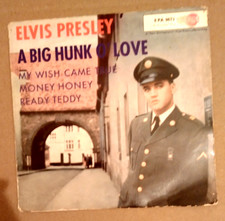 ELVIS PRESLEY
A BIG HUNK O' LOVE
MY WISH CAME TRUE
MONEY HONEY
READY TEDDY